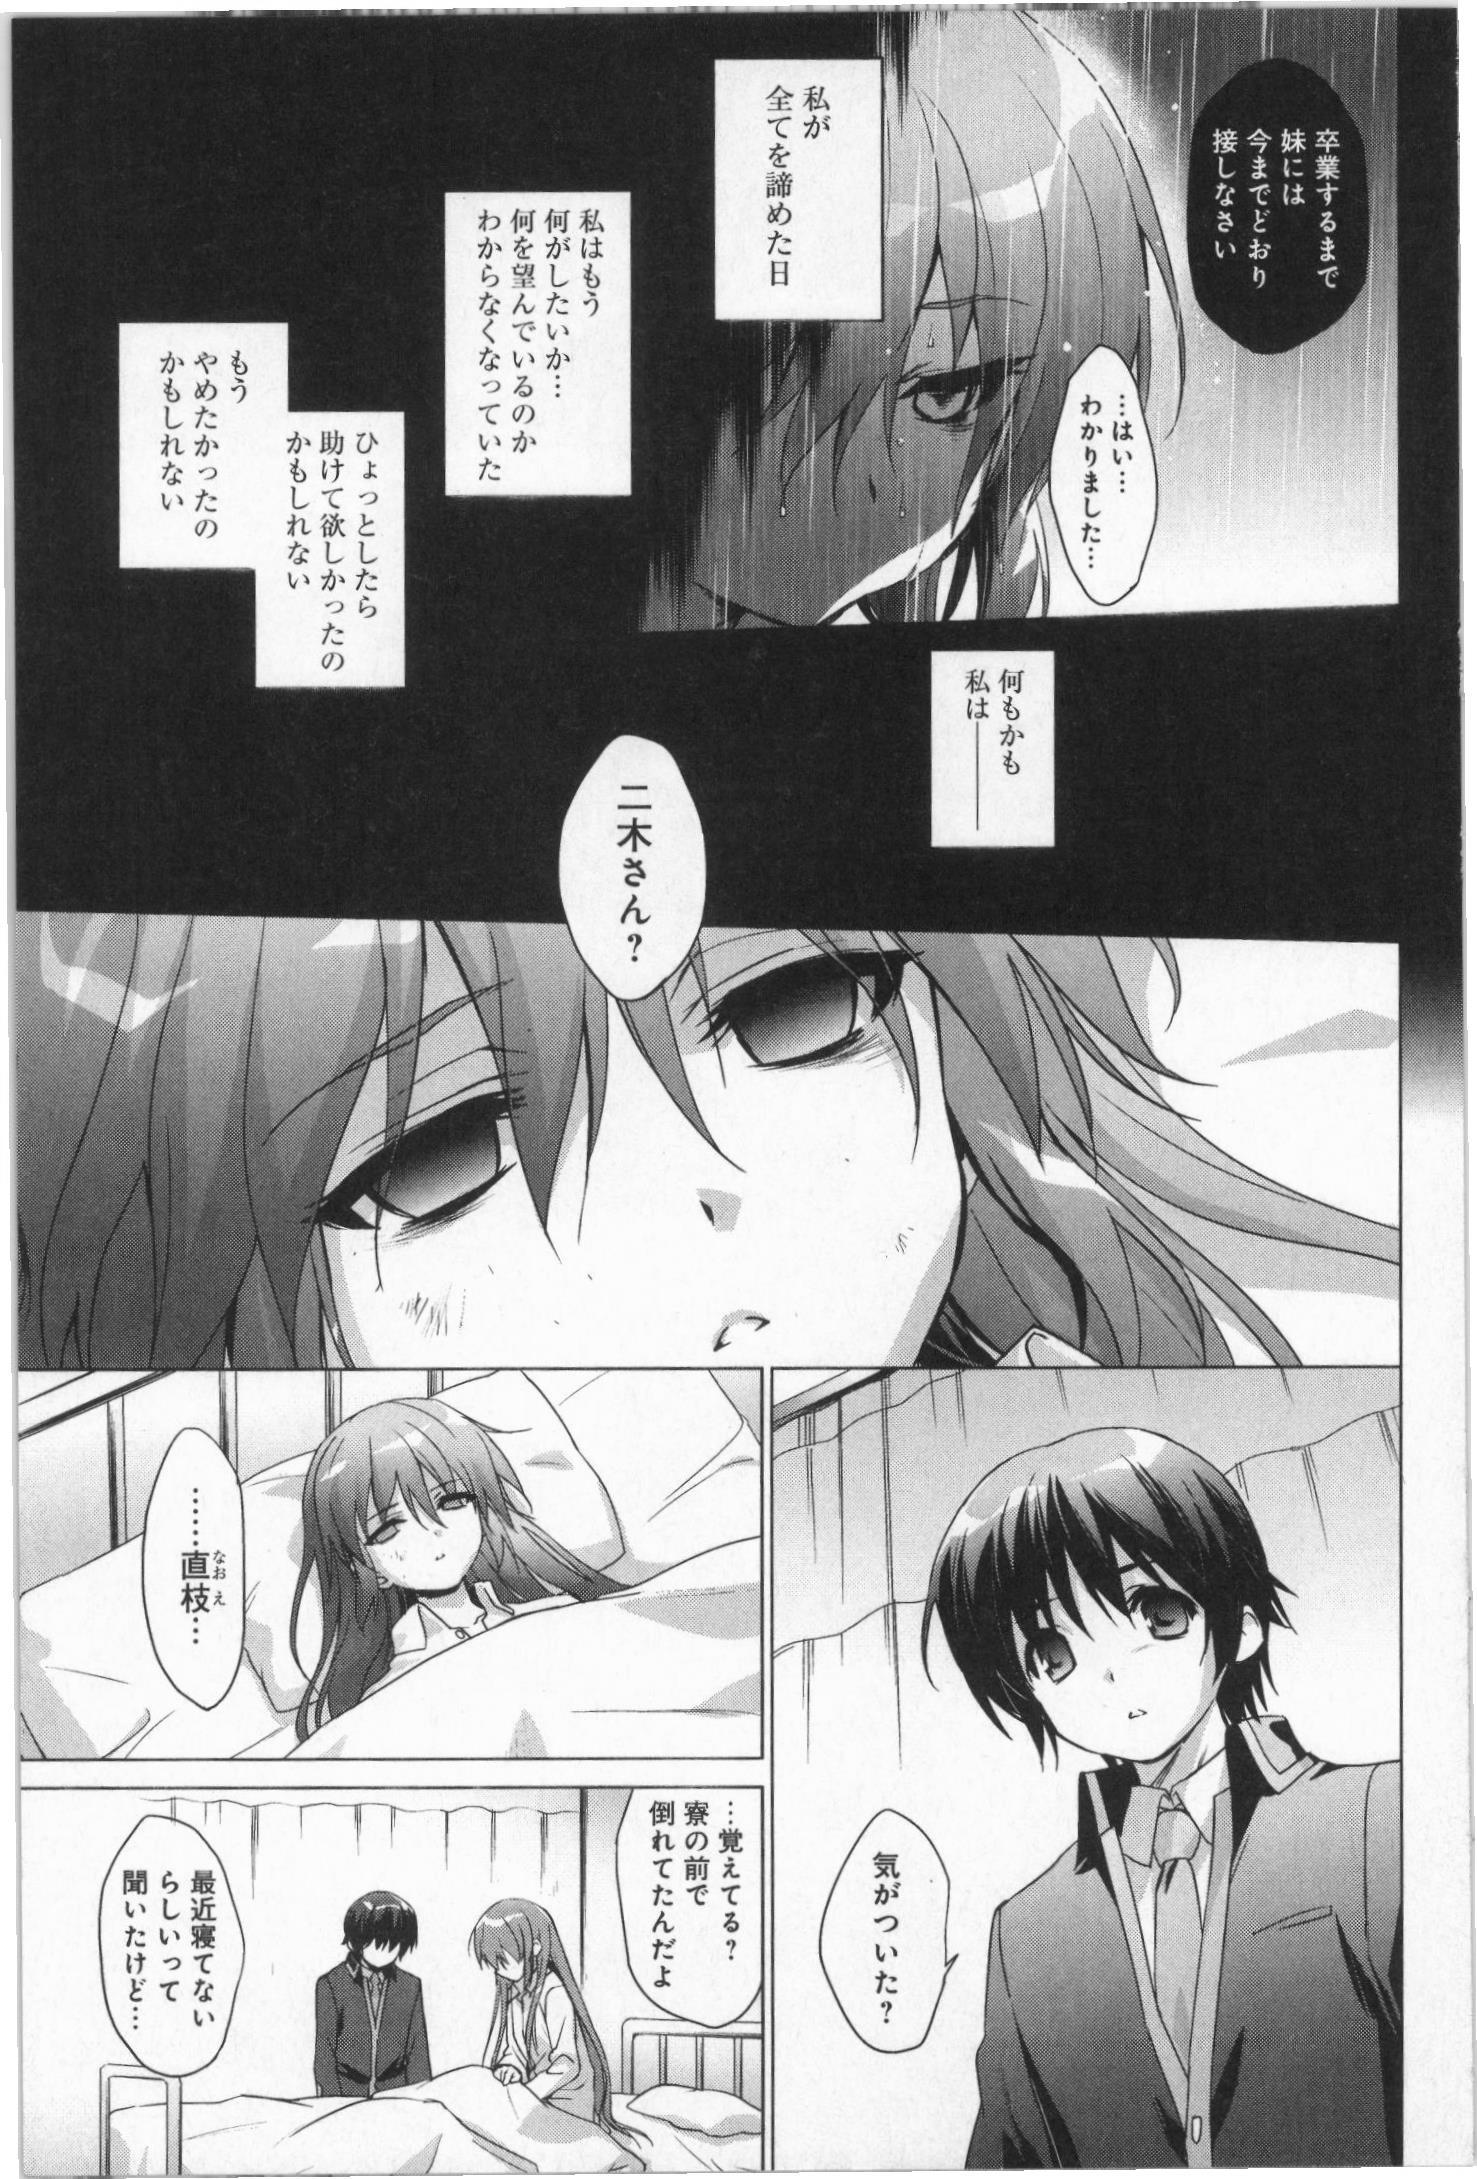 卒業するまで
妹には
今までどおり
接しなさい
…はい…
わかりました…
私が
全てを諦めた日
私はもう
何がしたいか…
何を望んでいるのか
わからなくなっていた
ひょっとしたら
助けて欲しかったの
かもしれない
もう
やめたかったの
かもしれない
何もかも
私は――
二木さん？
気がついた？
……直枝…
なおえ
…覚えてる？
寮の前で
倒れてたんだよ
最近寝てない
らしいって
聞いたけど…